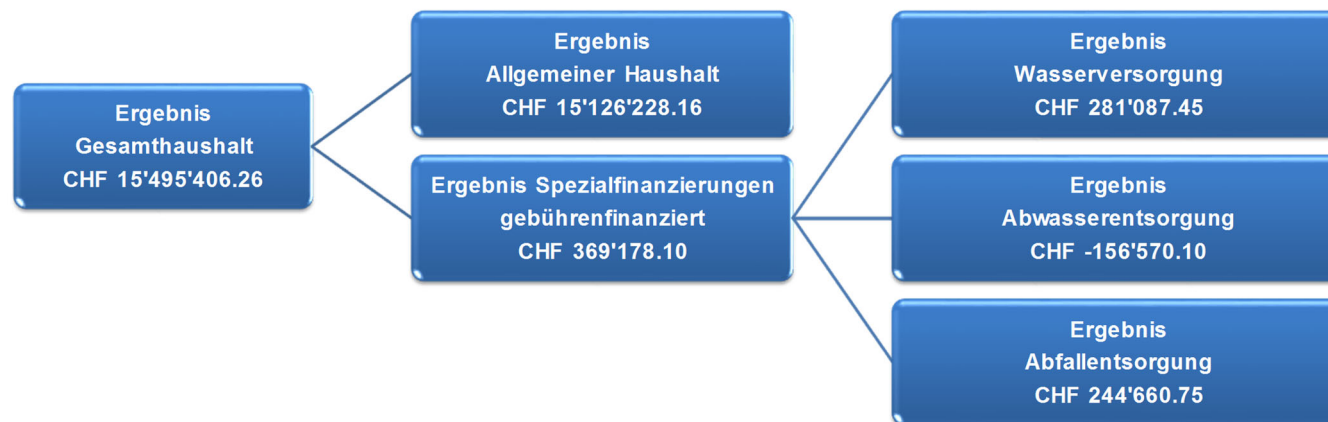 Ergebnis
Gesamthaushalt
CHF 15'495'406.26
Ergebnis
Allgemeiner Haushalt
CHF 15'126'228.16
Ergebnis Spezialfinanzierungen
gebührenfinanziert
CHF 369'178.10
Ergebnis
Wasserversorgung
CHF 281'087.45
Ergebnis
Abwasserentsorgung
CHF -156'570.10
Ergebnis
Abfallentsorgung
CHF 244'660.75